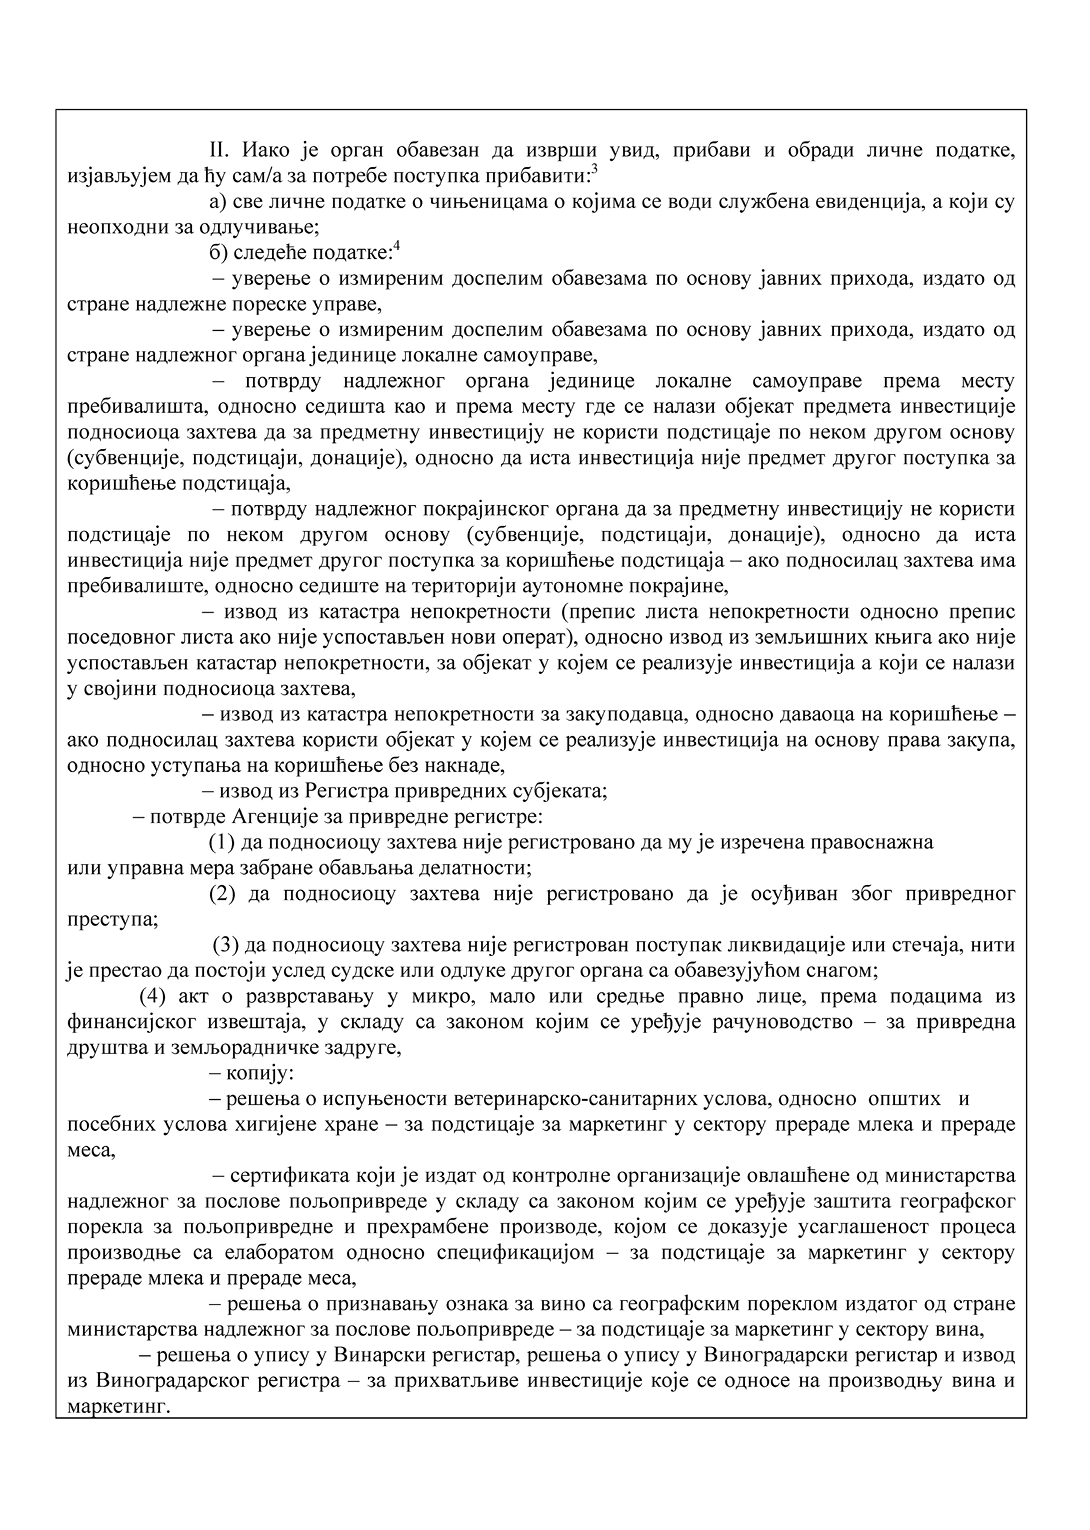 II. Иако је орган обавезан да изврши увид, прибави и обради личне податке,
изјављујем да ћу сам/а за потребе поступка прибавити:3
а) све личне податке о чињеницама о којима се води службена евиденција, а који су
неопходни за одлучивање;
б) следеће податке:4
– уверење о измиреним доспелим обавезама по основу јавних прихода, издато од
стране надлежне пореске управе,
– уверење о измиреним доспелим обавезама по основу јавних прихода, издато од
стране надлежног органа јединице локалне самоуправе,
– потврду надлежног органа јединице локалне самоуправе према месту
пребивалишта, односно седишта као и према месту где се налази објекат предмета инвестиције
подносиоца захтева да за предметну инвестицију не користи подстицаје по неком другом основу
(субвенције, подстицаји, донације), односно да иста инвестиција није предмет другог поступка за
коришћење подстицаја,
– потврду надлежног покрајинског органа да за предметну инвестицију не користи
подстицаје по неком другом основу (субвенције, подстицаји, донације), односно да иста
инвестиција није предмет другог поступка за коришћење подстицаја – ако подносилац захтева има
пребивалиште, односно седиште на територији аутономне покрајине,
– извод из катастра непокретности (препис листа непокретности односно препис
поседовног листа ако није успостављен нови операт), односно извод из земљишних књига ако није
успостављен катастар непокретности, за објекат у којем се реализује инвестиција а који се налази
у својини подносиоца захтева,
– извод из катастра непокретности за закуподавца, односно даваоца на коришћење –
ако подносилац захтева користи објекат у којем се реализује инвестиција на основу права закупа,
односно уступања на коришћење без накнаде,
– извод из Регистра привредних субјеката;
– потврде Агенције за привредне регистре:
(1) да подносиоцу захтева није регистровано да му је изречена правоснажна
или управна мера забране обављања делатности;
(2) да подносиоцу захтева није регистровано да је осуђиван због привредног
преступа;
(3) да подносиоцу захтева није регистрован поступак ликвидације или стечаја, нити
је престао да постоји услед судске или одлуке другог органа са обавезујућом снагом;
(4) акт о разврставању у микро, мало или средње правно лице, према подацима из
финансијског извештаја, у складу са законом којим се уређује рачуноводство – за привредна
друштва и земљорадничке задруге,
– копију:
– решења о испуњености ветеринарско-санитарних услова, односно општих и
посебних услова хигијене хране – за подстицаје за маркетинг у сектору прераде млека и прераде
меса,
– сертификата који је издат од контролне организације овлашћене од министарства
надлежног за послове пољопривреде у складу са законом којим се уређује заштита географског
порекла за пољопривредне и прехрамбене производе, којом се доказује усаглашеност процеса
производње са елаборатом односно спецификацијом – за подстицаје за маркетинг у сектору
прераде млека и прераде меса,
– решења о признавању ознака за вино са географским пореклом издатог од стране
министарства надлежног за послове пољопривреде – за подстицаје за маркетинг у сектору вина,
– решења о упису у Винарски регистар, решења о упису у Виноградарски регистар и извод
из Виноградарског регистра – за прихватљиве инвестиције које се односе на производњу вина и
маркетинг.